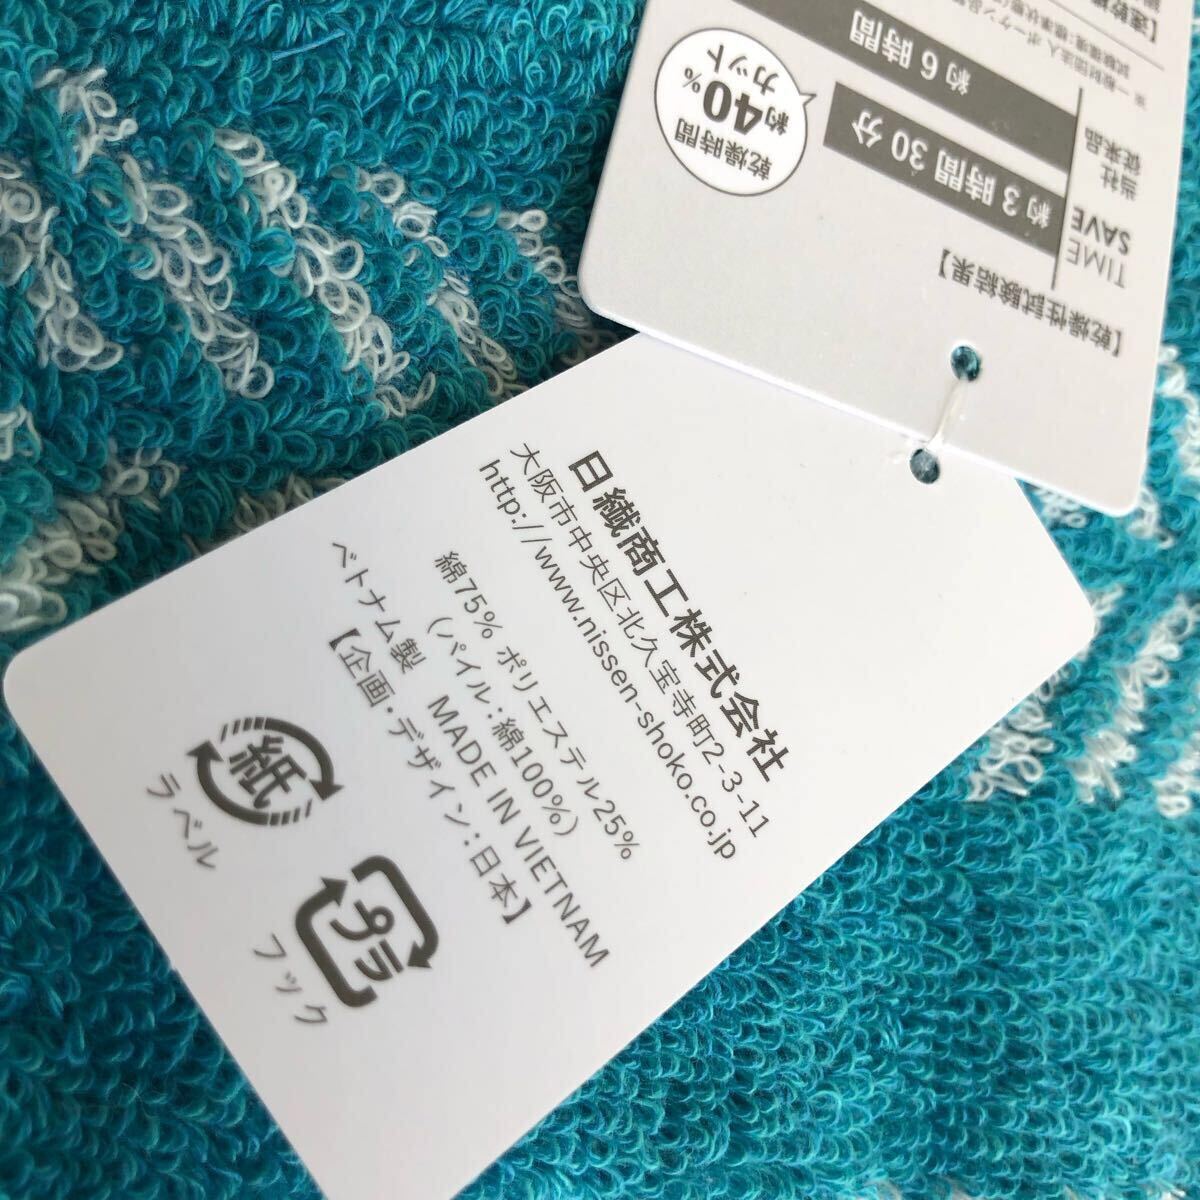 日繊商工株式会社
大阪市中央区北久宝寺町2-3-11
http://www.nissen-shoko.co.jp
綿75% ポリエステル25%
(パイル:綿100%)
ベトナム製 MADE IN VIETNAM
【企画・デザイン:日本】
紙
ラベル
プラ
フック
【乾燥性試験結果】
TIME
SAVE
約3時間30分
当社
従来品
約6時間
乾燥時間
約40%
カット